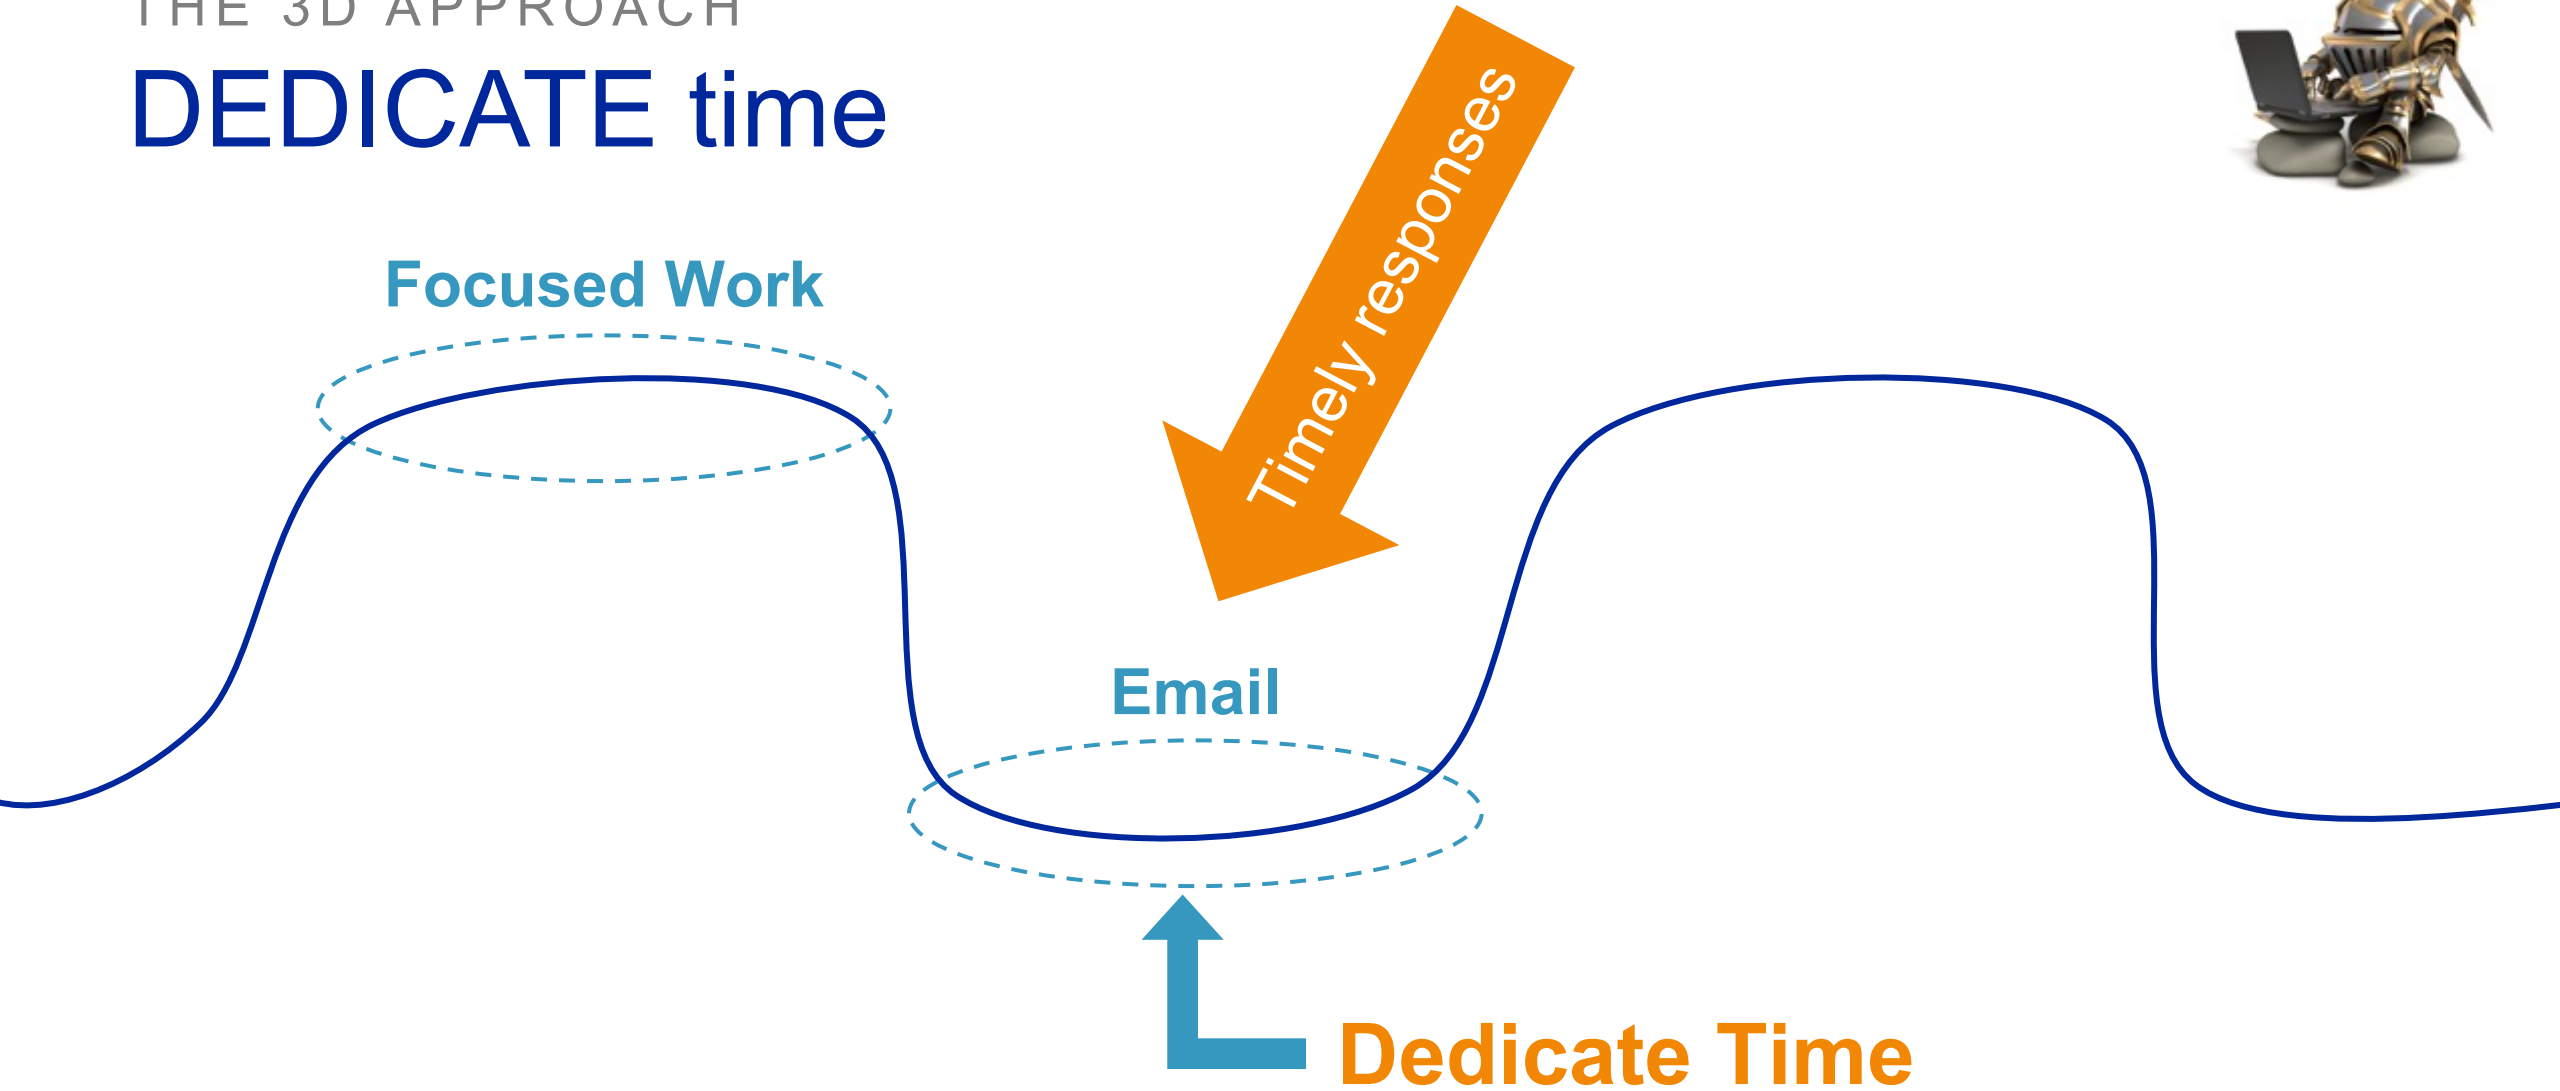 THE 3D APPROACH
DEDICATE time
Focused Work
Timely responses
Email
Dedicate Time